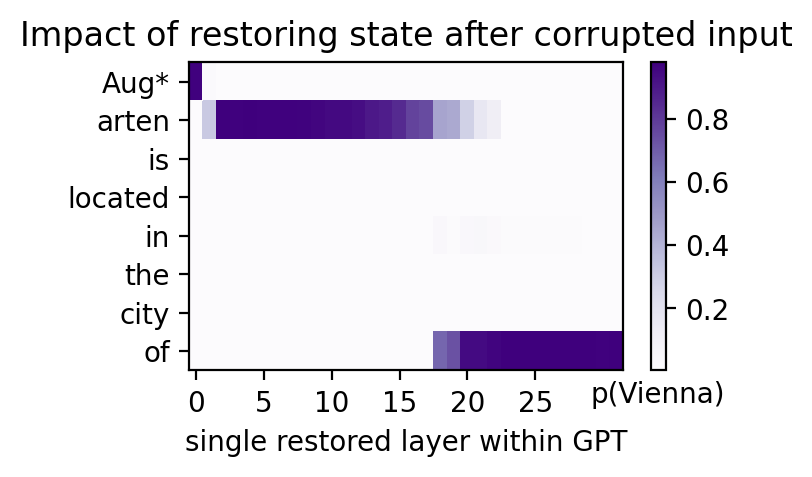 Impact of restoring state after corrupted input
Aug*
arten
is
located
in
the
city
of
0 5 10 15 20 25
single restored layer within GPT
0.8
0.6
0.4
0.2
p(Vienna)